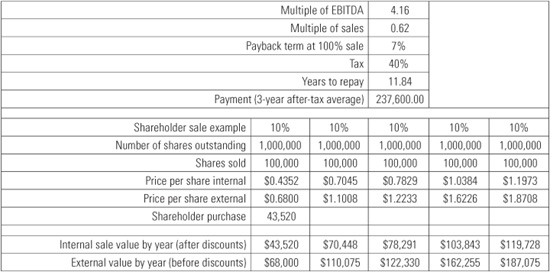 Multiple of EBITDA 4.16
Multiple of sales 0.62
Payback term at 100% sale 7%
Tax 40%
Years to repay 11.84
Payment (3-year after-tax average) 237,600.00
Shareholder sale example 10% 10% 10% 10% 10%
Number of shares outstanding 1,000,000 1,000,000 1,000,000 1,000,000 1,000,000
Shares sold 100,000 100,000 100,000 100,000 100,000
Price per share internal $0.4352 $0.7045 $0.7829 $1.0384 $1.1973
Price per share external $0.6800 $1.1008 $1.2233 $1.6226 $1.8708
Shareholder purchase 43,520
Internal sale value by year (after discounts) $43,520 $70,448 $78,291 $103,843 $119,728
External value by year (before discounts) $68,000 $110,075 $122,330 $162,255 $187,075